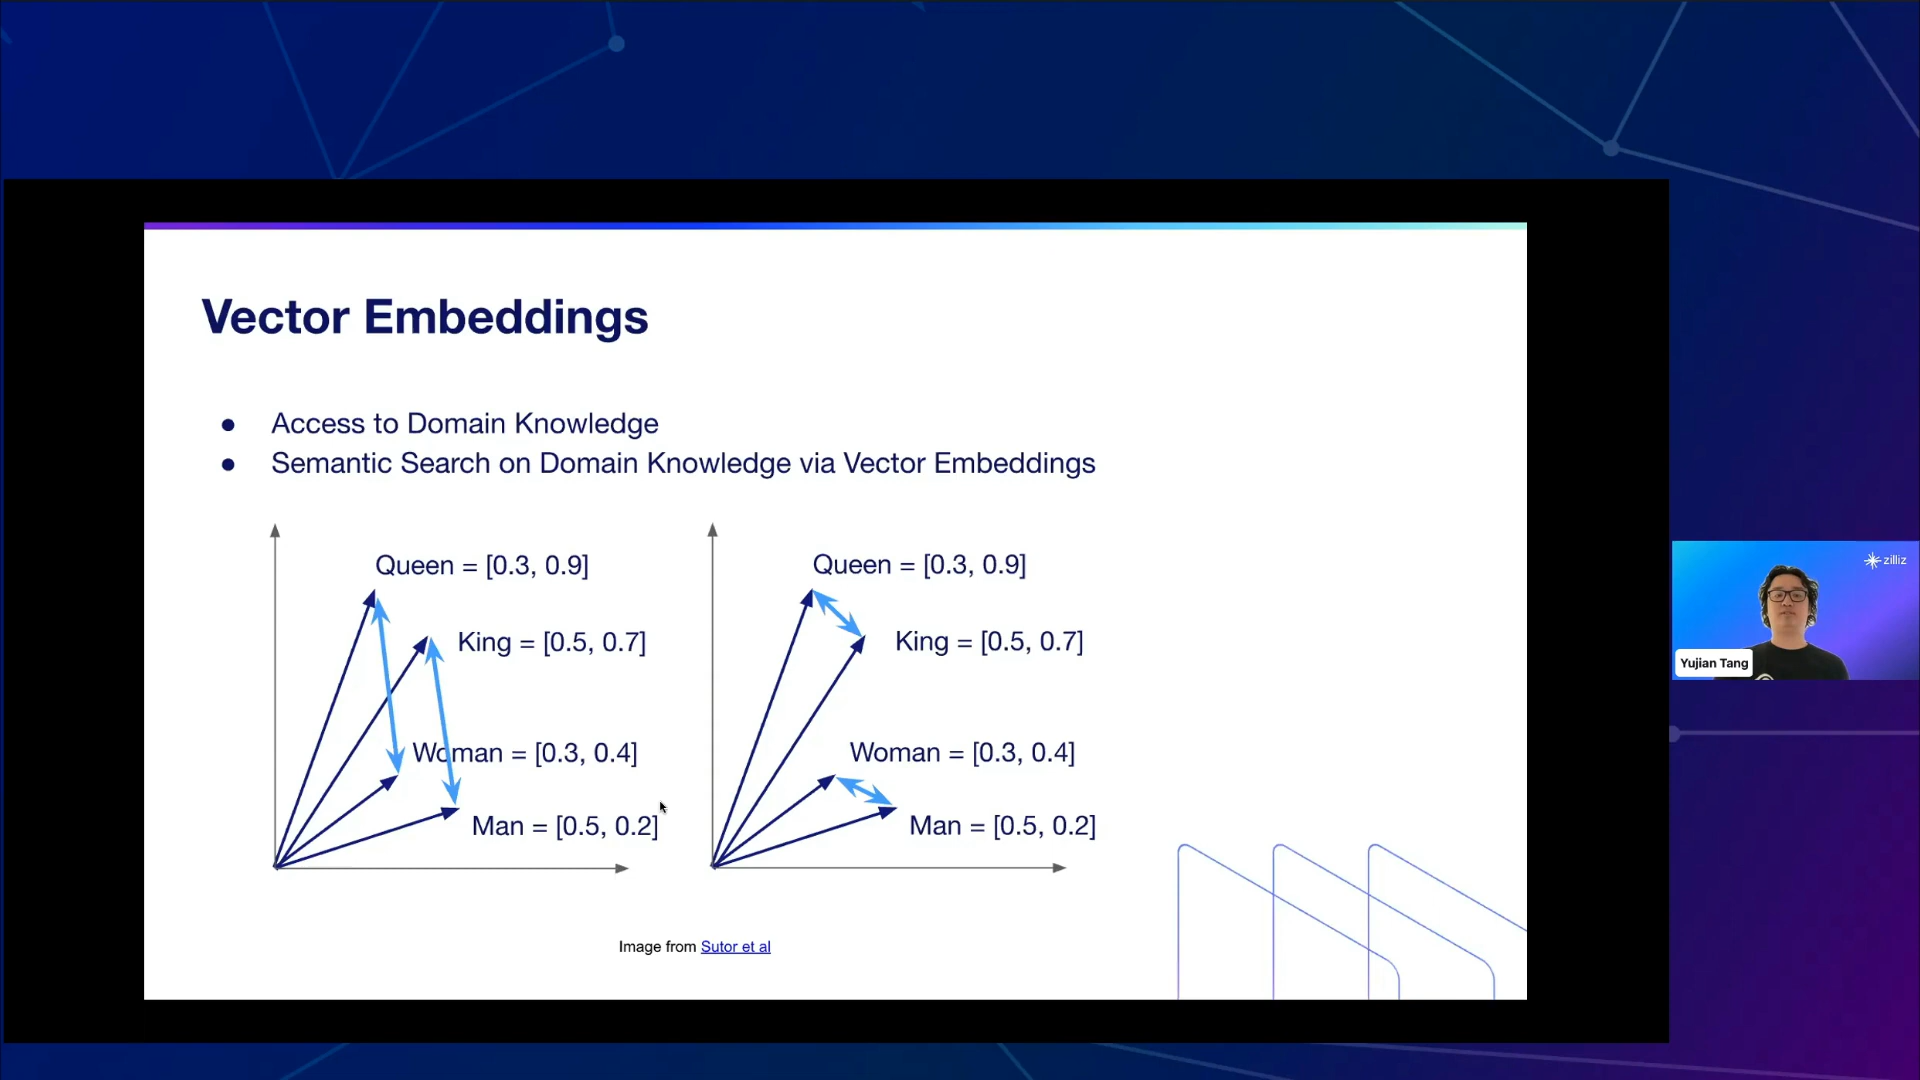 Vector Embeddings
● Access to Domain Knowledge
● Semantic Search on Domain Knowledge via Vector Embeddings
Queen = [0.3, 0.9]
King = [0.5, 0.7]
Woman = [0.3, 0.4]
Man = [0.5, 0.2]
Queen = [0.3, 0.9]
King = [0.5, 0.7]
Woman = [0.3, 0.4]
Man = [0.5, 0.2]
Image from Sutor et al
zilliz
Yujian Tang